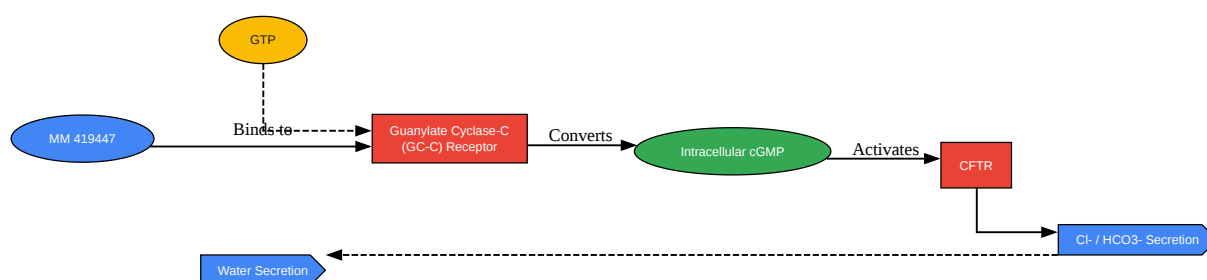 GTP
MM 419447
Binds to
Guanylate Cyclase-C
(GC-C) Receptor
Converts
Intracellular cGMP
Activates
CFTR
Cl- / HCO3- Secretion
Water Secretion